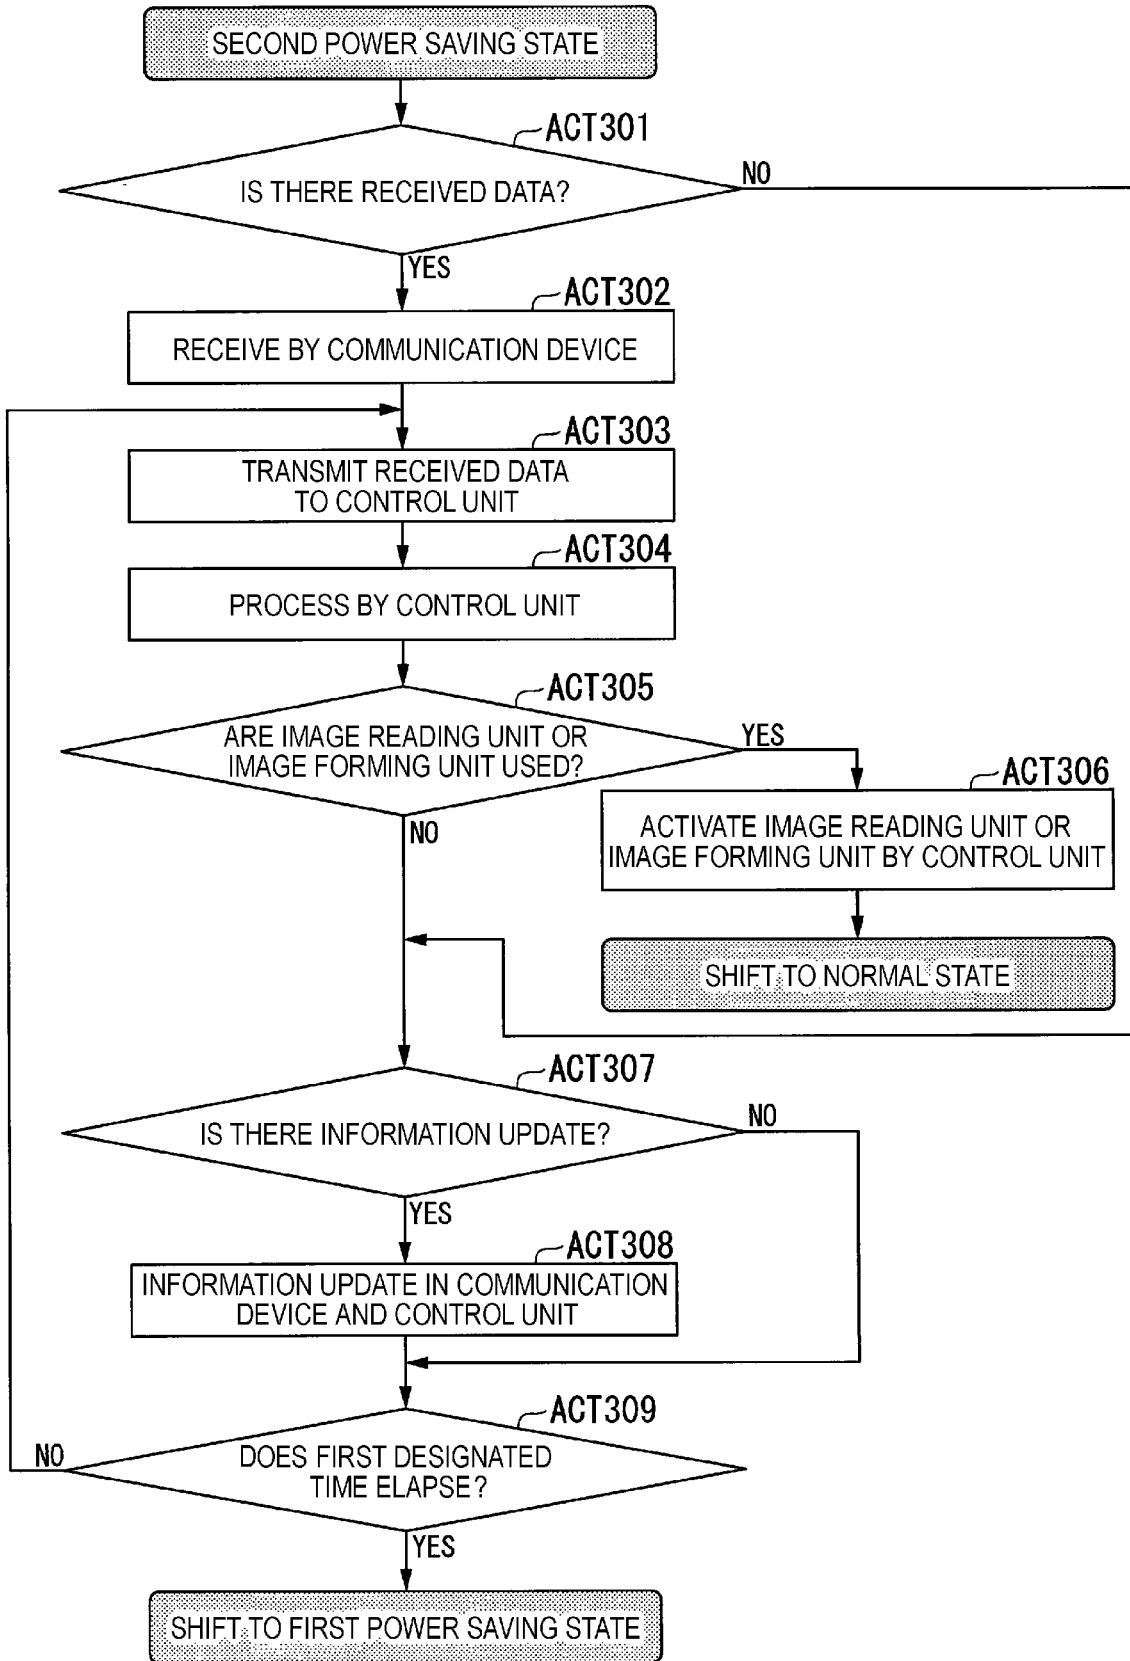 SECOND POWER SAVING STATE
ACT301
IS THERE RECEIVED DATA?
NO
YES
ACT302
RECEIVE BY COMMUNICATION DEVICE
ACT303
TRANSMIT RECEIVED DATA
TO CONTROL UNIT
ACT304
PROCESS BY CONTROL UNIT
ACT305
ARE IMAGE READING UNIT OR
IMAGE FORMING UNIT USED?
YES
NO
ACT306
ACTIVATE IMAGE READING UNIT OR
IMAGE FORMING UNIT BY CONTROL UNIT
SHIFT TO NORMAL STATE
ACT307
IS THERE INFORMATION UPDATE?
NO
YES
ACT308
INFORMATION UPDATE IN COMMUNICATION
DEVICE AND CONTROL UNIT
ACT309
DOES FIRST DESIGNATED
TIME ELAPSE?
NO
YES
SHIFT TO FIRST POWER SAVING STATE